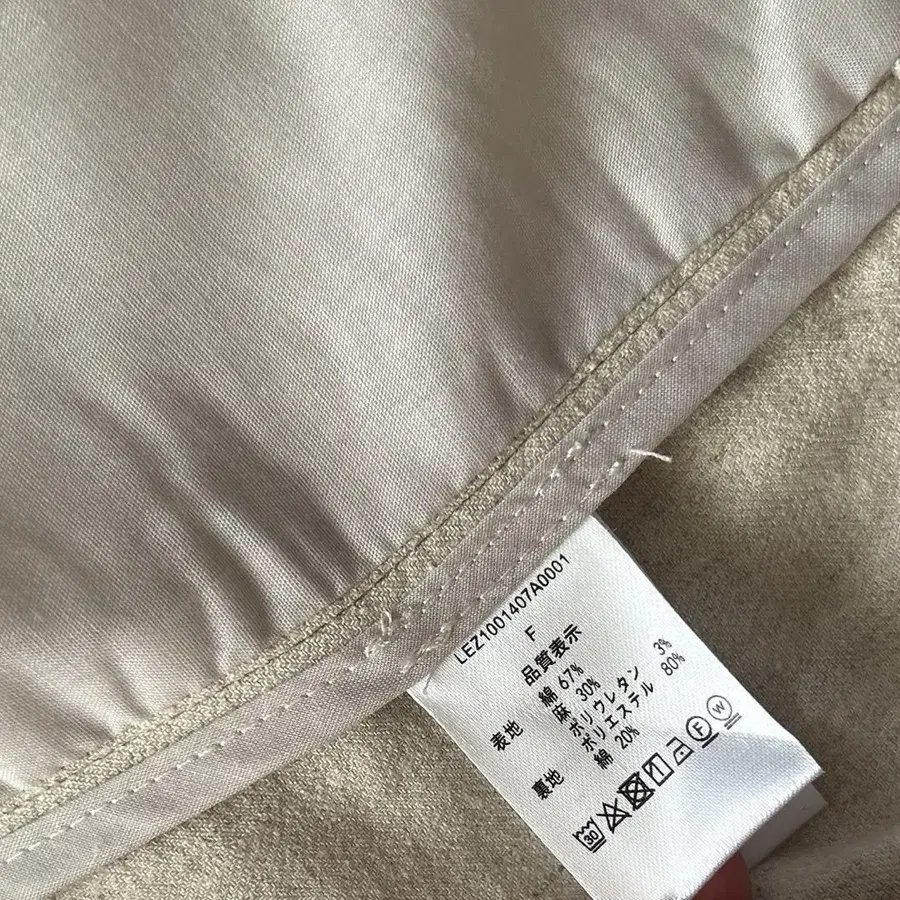 LEZ1001407A0001
F
品質表示
表地 綿 67%
麻 30%
ポリウレタン 3%
裏地 ポリエステル 80%
綿 20%
30 F W